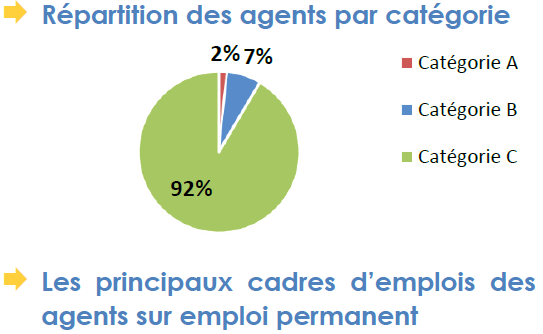 Répartition des agents par catégorie
2% 7%
Catégorie A
Catégorie B
Catégorie C
92%
Les principaux cadres d’emplois des
agents sur emploi permanent